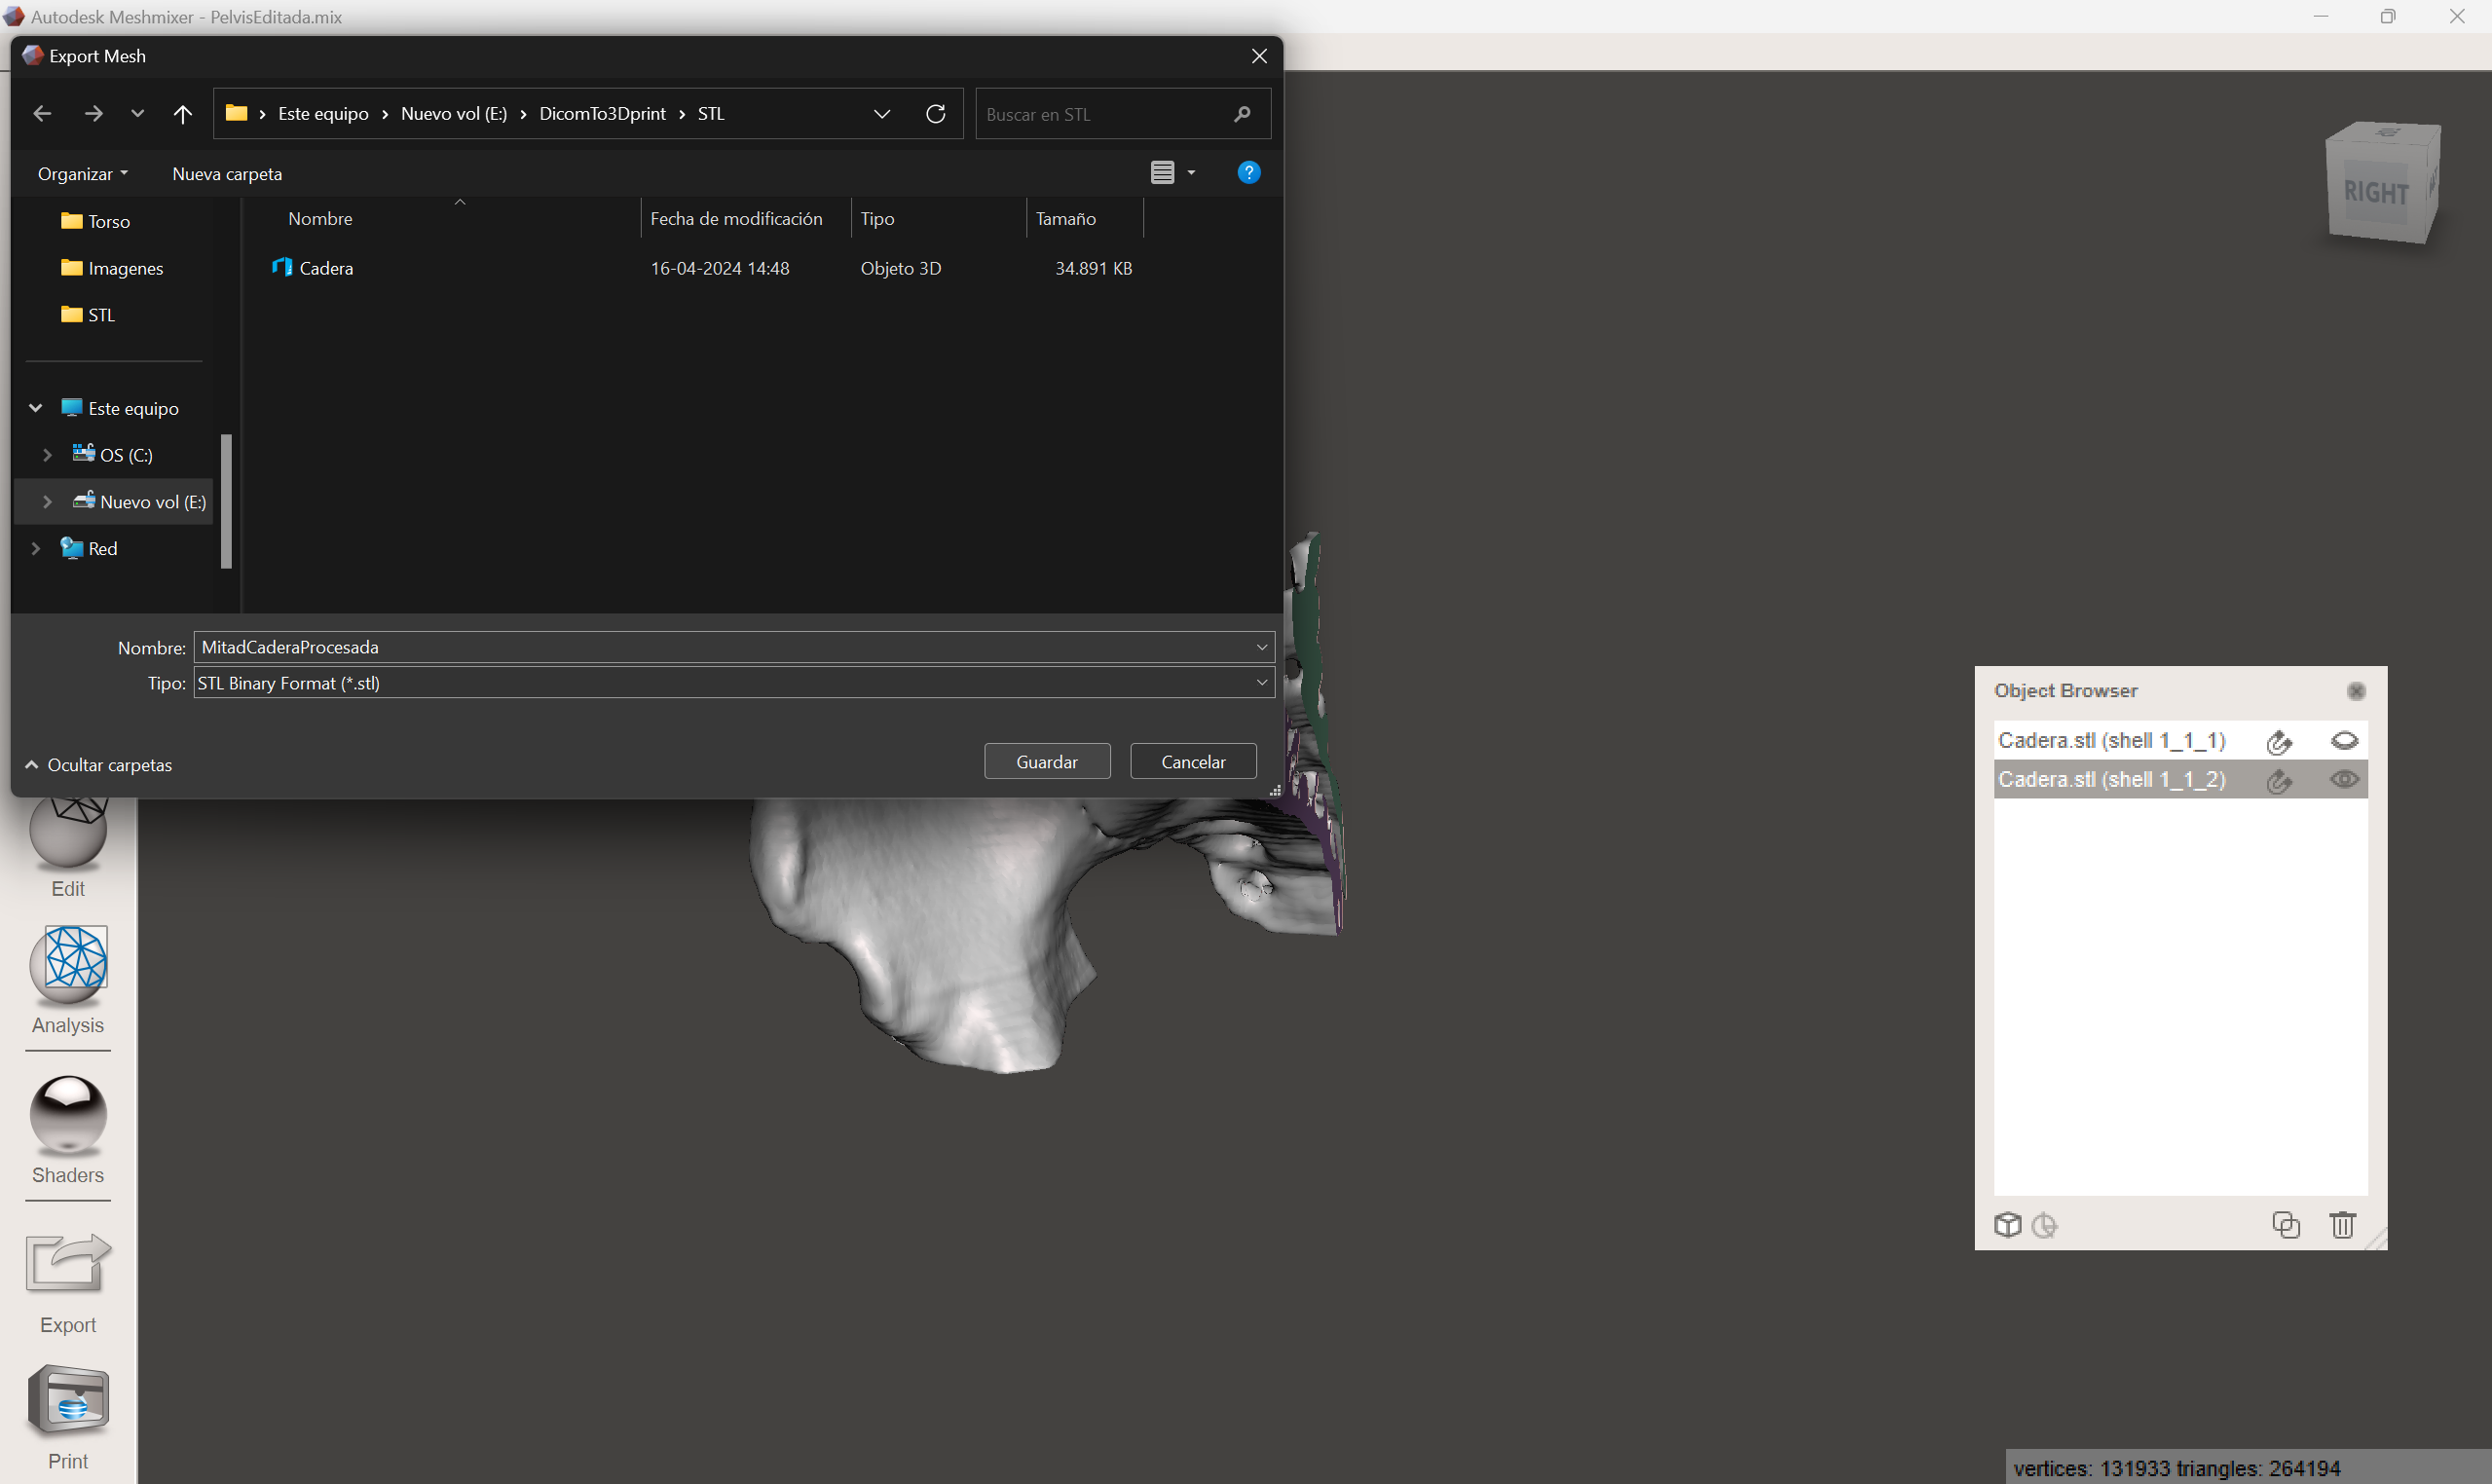 Autodesk Meshmixer - PelvisEditada.mix
Export Mesh
Este equipo > Nuevo vol (E:) > DicomTo3Dprint > STL
Buscar en STL
Organizar
Nueva carpeta
Nombre
Fecha de modificación
Tipo
Tamaño
Cadera
16-04-2024 14:48
Objeto 3D
34.891 KB
Torso
Imagenes
STL
Este equipo
OS (C:)
Nuevo vol (E:)
Red
Nombre: MitadCaderaProcesada
Tipo: STL Binary Format (*.stl)
Ocultar carpetas
Guardar
Cancelar
RIGHT
Object Browser
Cadera.stl (shell 1_1_1)
Cadera.stl (shell 1_1_2)
Edit
Analysis
Shaders
Export
Print
vertices: 131933 triangles: 264194